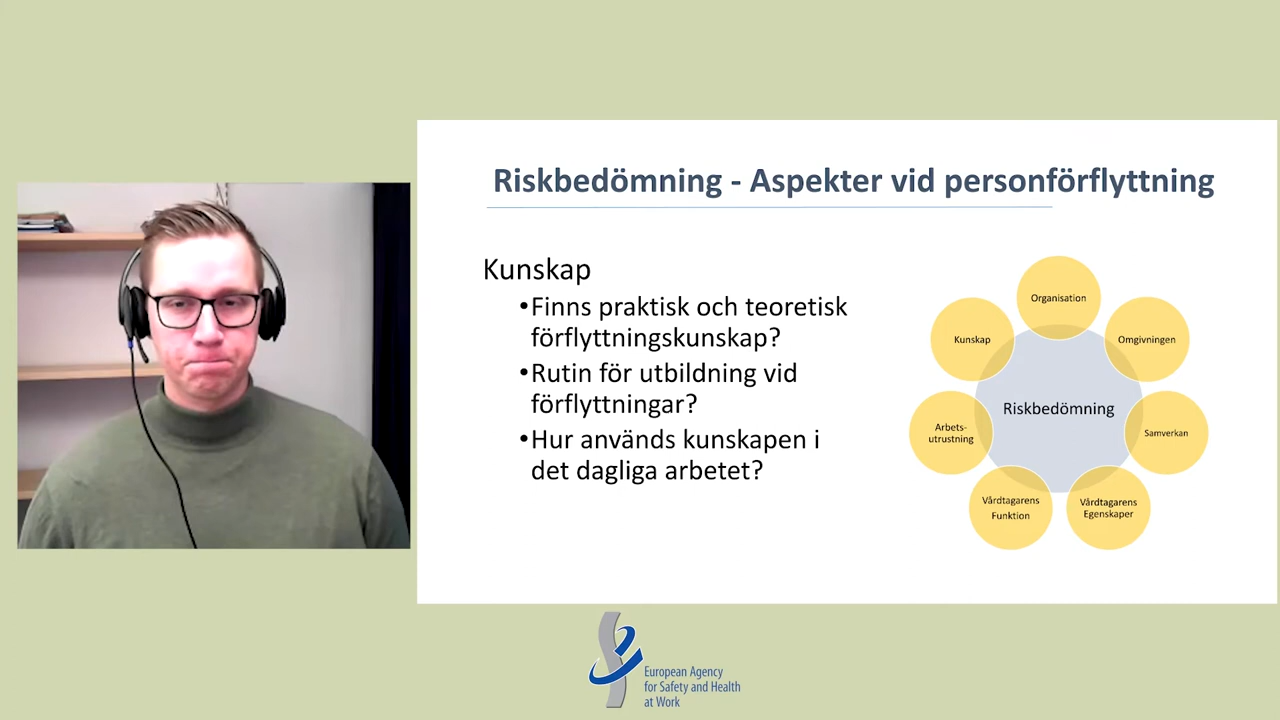 Riskbedömning - Aspekter vid personförflyttning
Kunskap
•Finns praktisk och teoretisk
förflyttningskunskap?
•Rutin för utbildning vid
förflyttningar?
•Hur används kunskapen i
det dagliga arbetet?
Organisation
Kunskap
Omgivningen
Riskbedömning
Arbets-
utrustning
Samverkan
Vårdtagarens
Funktion
Vårdtagarens
Egenskaper
European Agency
for Safety and Health
at Work